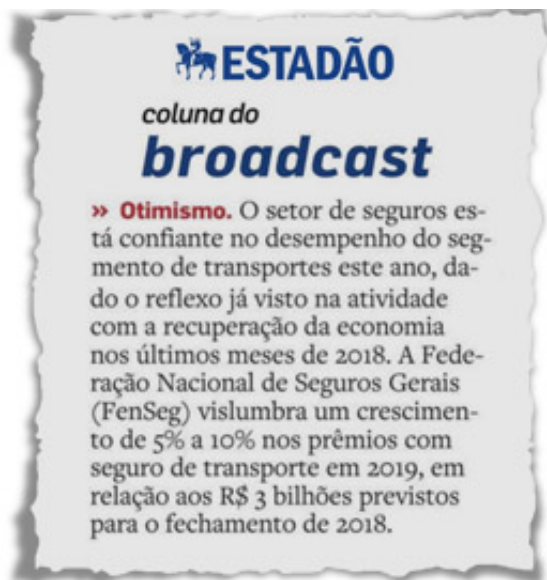 ESTADÃO
coluna do
broadcast
» Otimismo. O setor de seguros es-
tá confiante no desempenho do seg-
mento de transportes este ano, da-
do o reflexo já visto na atividade
com a recuperação da economia
nos últimos meses de 2018. A Fede-
ração Nacional de Seguros Gerais
(FenSeg) vislumbra um crescimen-
to de 5% a 10% nos prêmios com
seguro de transporte em 2019, em
relação aos R$ 3 bilhões previstos
para o fechamento de 2018.